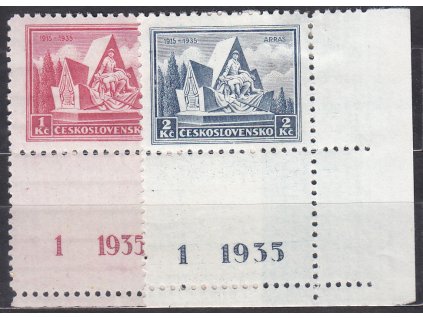 1915-1935
1 Kč
ČESKOSLOVENSKO
1 1935
1915-1935 ARRAS
2 Kč ČESKOSLOVENSKO 2 Kč
1 1935